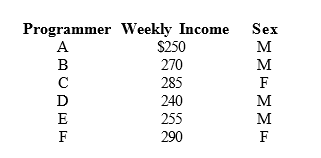 Programmer Weekly Income Sex
A $250 M
B 270 M
C 285 F
D 240 M
E 255 M
F 290 F